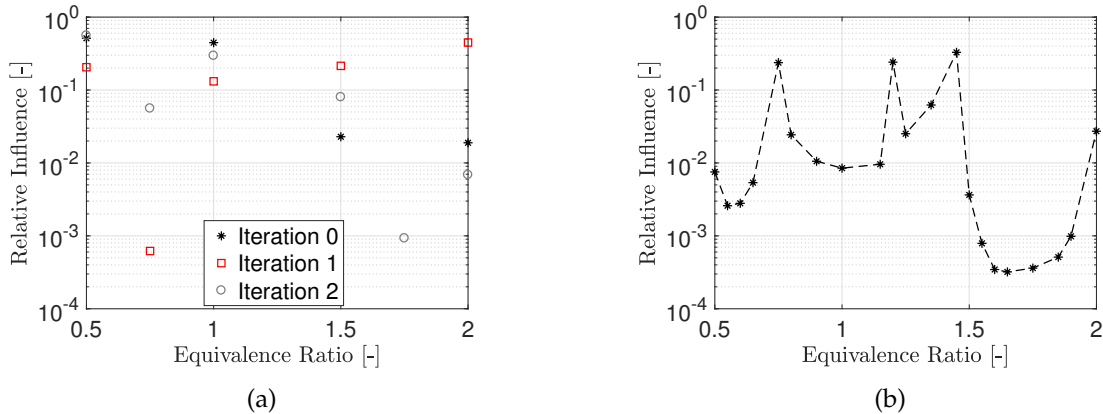 10^0
10^-1
10^-2
10^-3
10^-4
Relative Influence [-]
Iteration 0
Iteration 1
Iteration 2
0.5 1 1.5 2
Equivalence Ratio [-]
(a)
10^0
10^-1
10^-2
10^-3
10^-4
Relative Influence [-]
0.5 1 1.5 2
Equivalence Ratio [-]
(b)